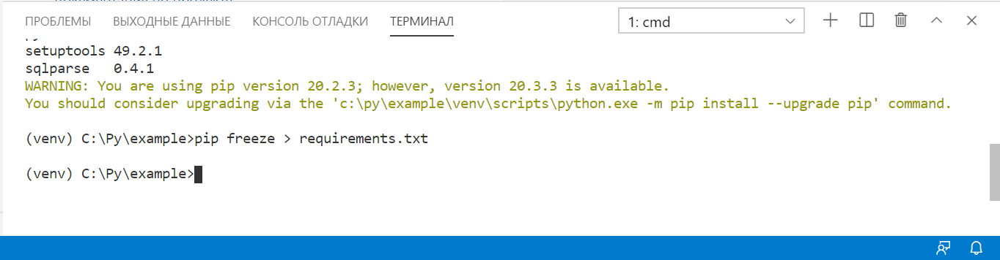 ПРОБЛЕМЫ ВЫХОДНЫЕ ДАННЫЕ КОНСОЛЬ ОТЛАДКИ ТЕРМИНАЛ 1: cmd
setuptools 49.2.1
sqlparse   0.4.1
WARNING: You are using pip version 20.2.3; however, version 20.3.3 is available.
You should consider upgrading via the 'c:\py\example\venv\scripts\python.exe -m pip install --upgrade pip' command.
(venv) C:\Py\example>pip freeze > requirements.txt
(venv) C:\Py\example>